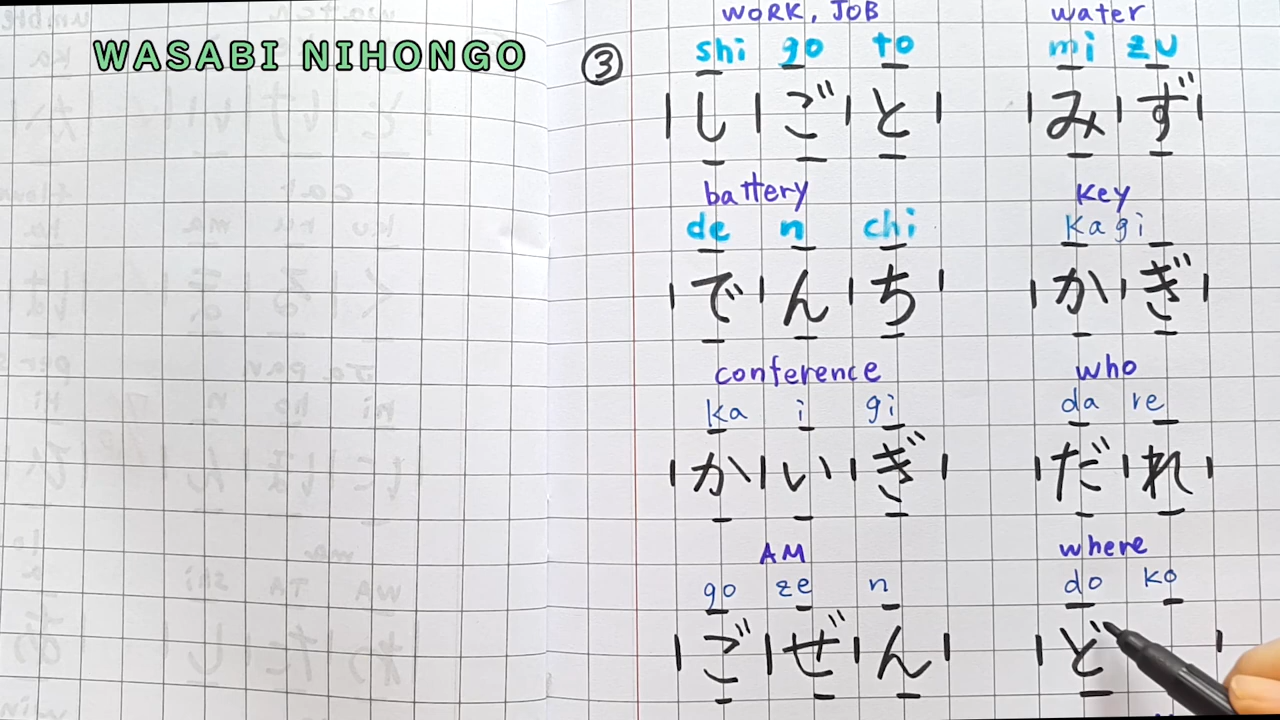 WASABI NIHONGO
③
WORK, JOB
shi go to
しごと
water
mi zu
みず
battery
de n chi
でんち
key
kagi
かぎ
conference
ka i gi
かいぎ
who
da re
だれ
AM
go ze n
ごぜん
where
do ko
ど